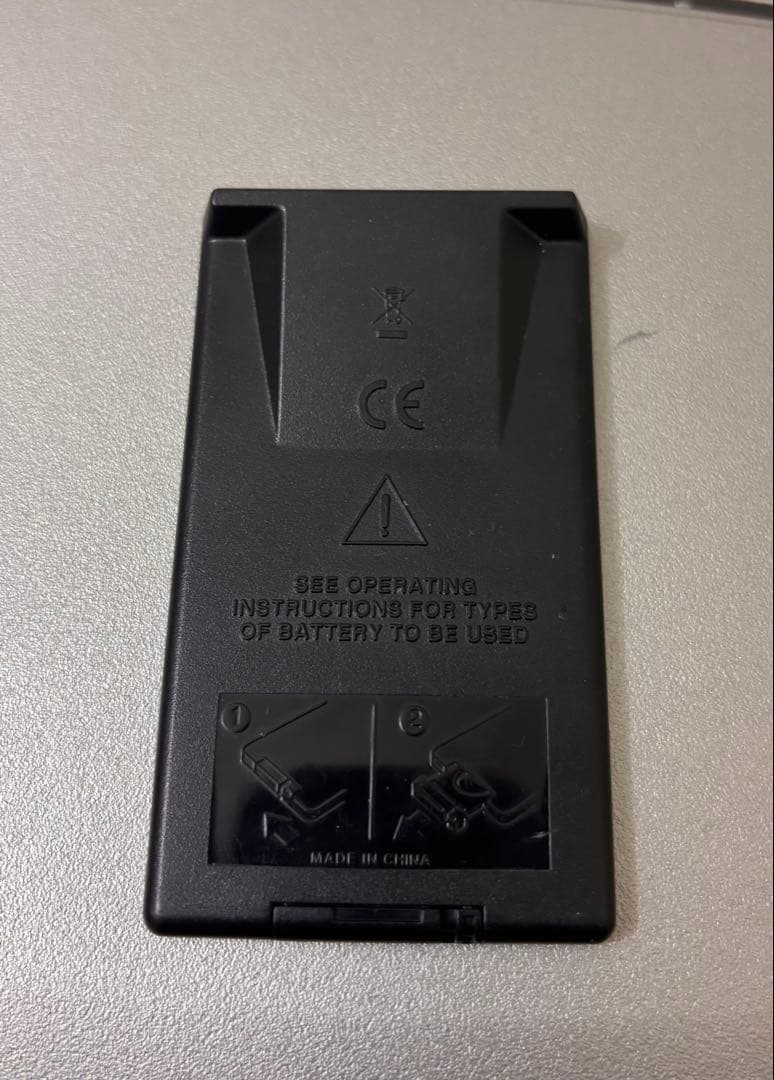 CE
SEE OPERATING
INSTRUCTIONS FOR TYPES
OF BATTERY TO BE USED
1 2
MADE IN CHINA